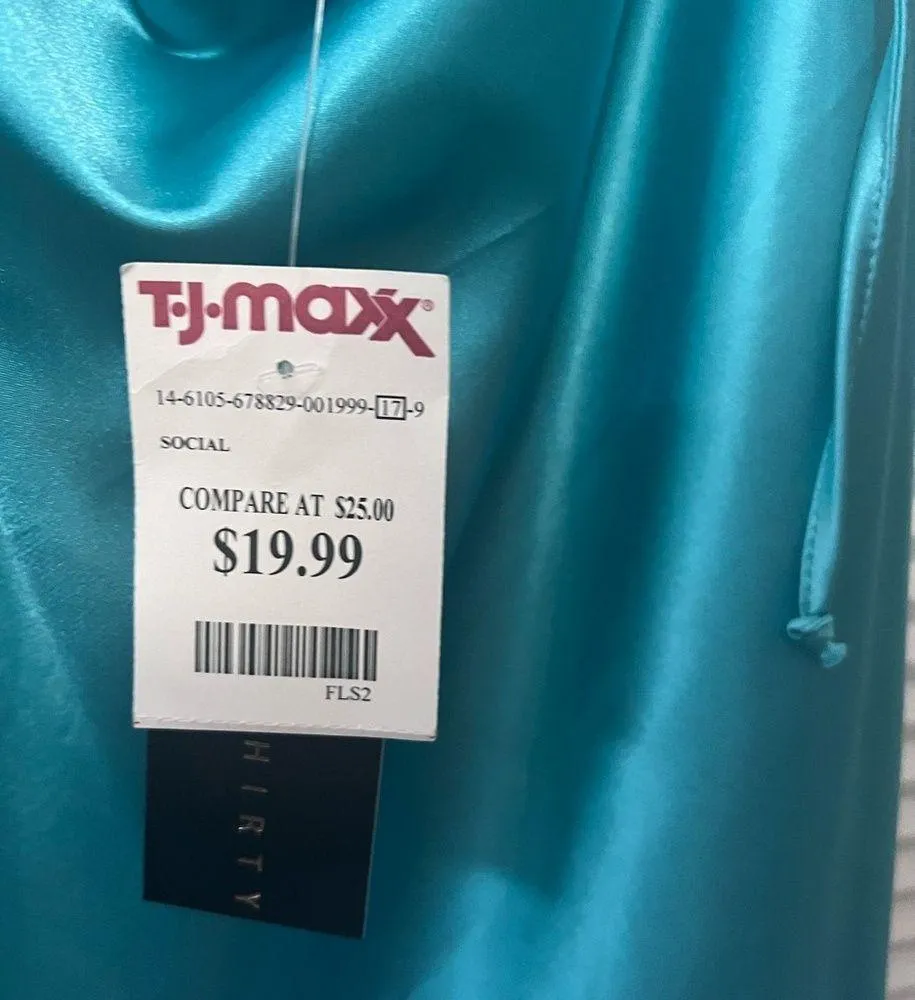 T·J·maxx®
14-6105-678829-001999-17-9
SOCIAL
COMPARE AT $25.00
$19.99
FLS2
HIRTY